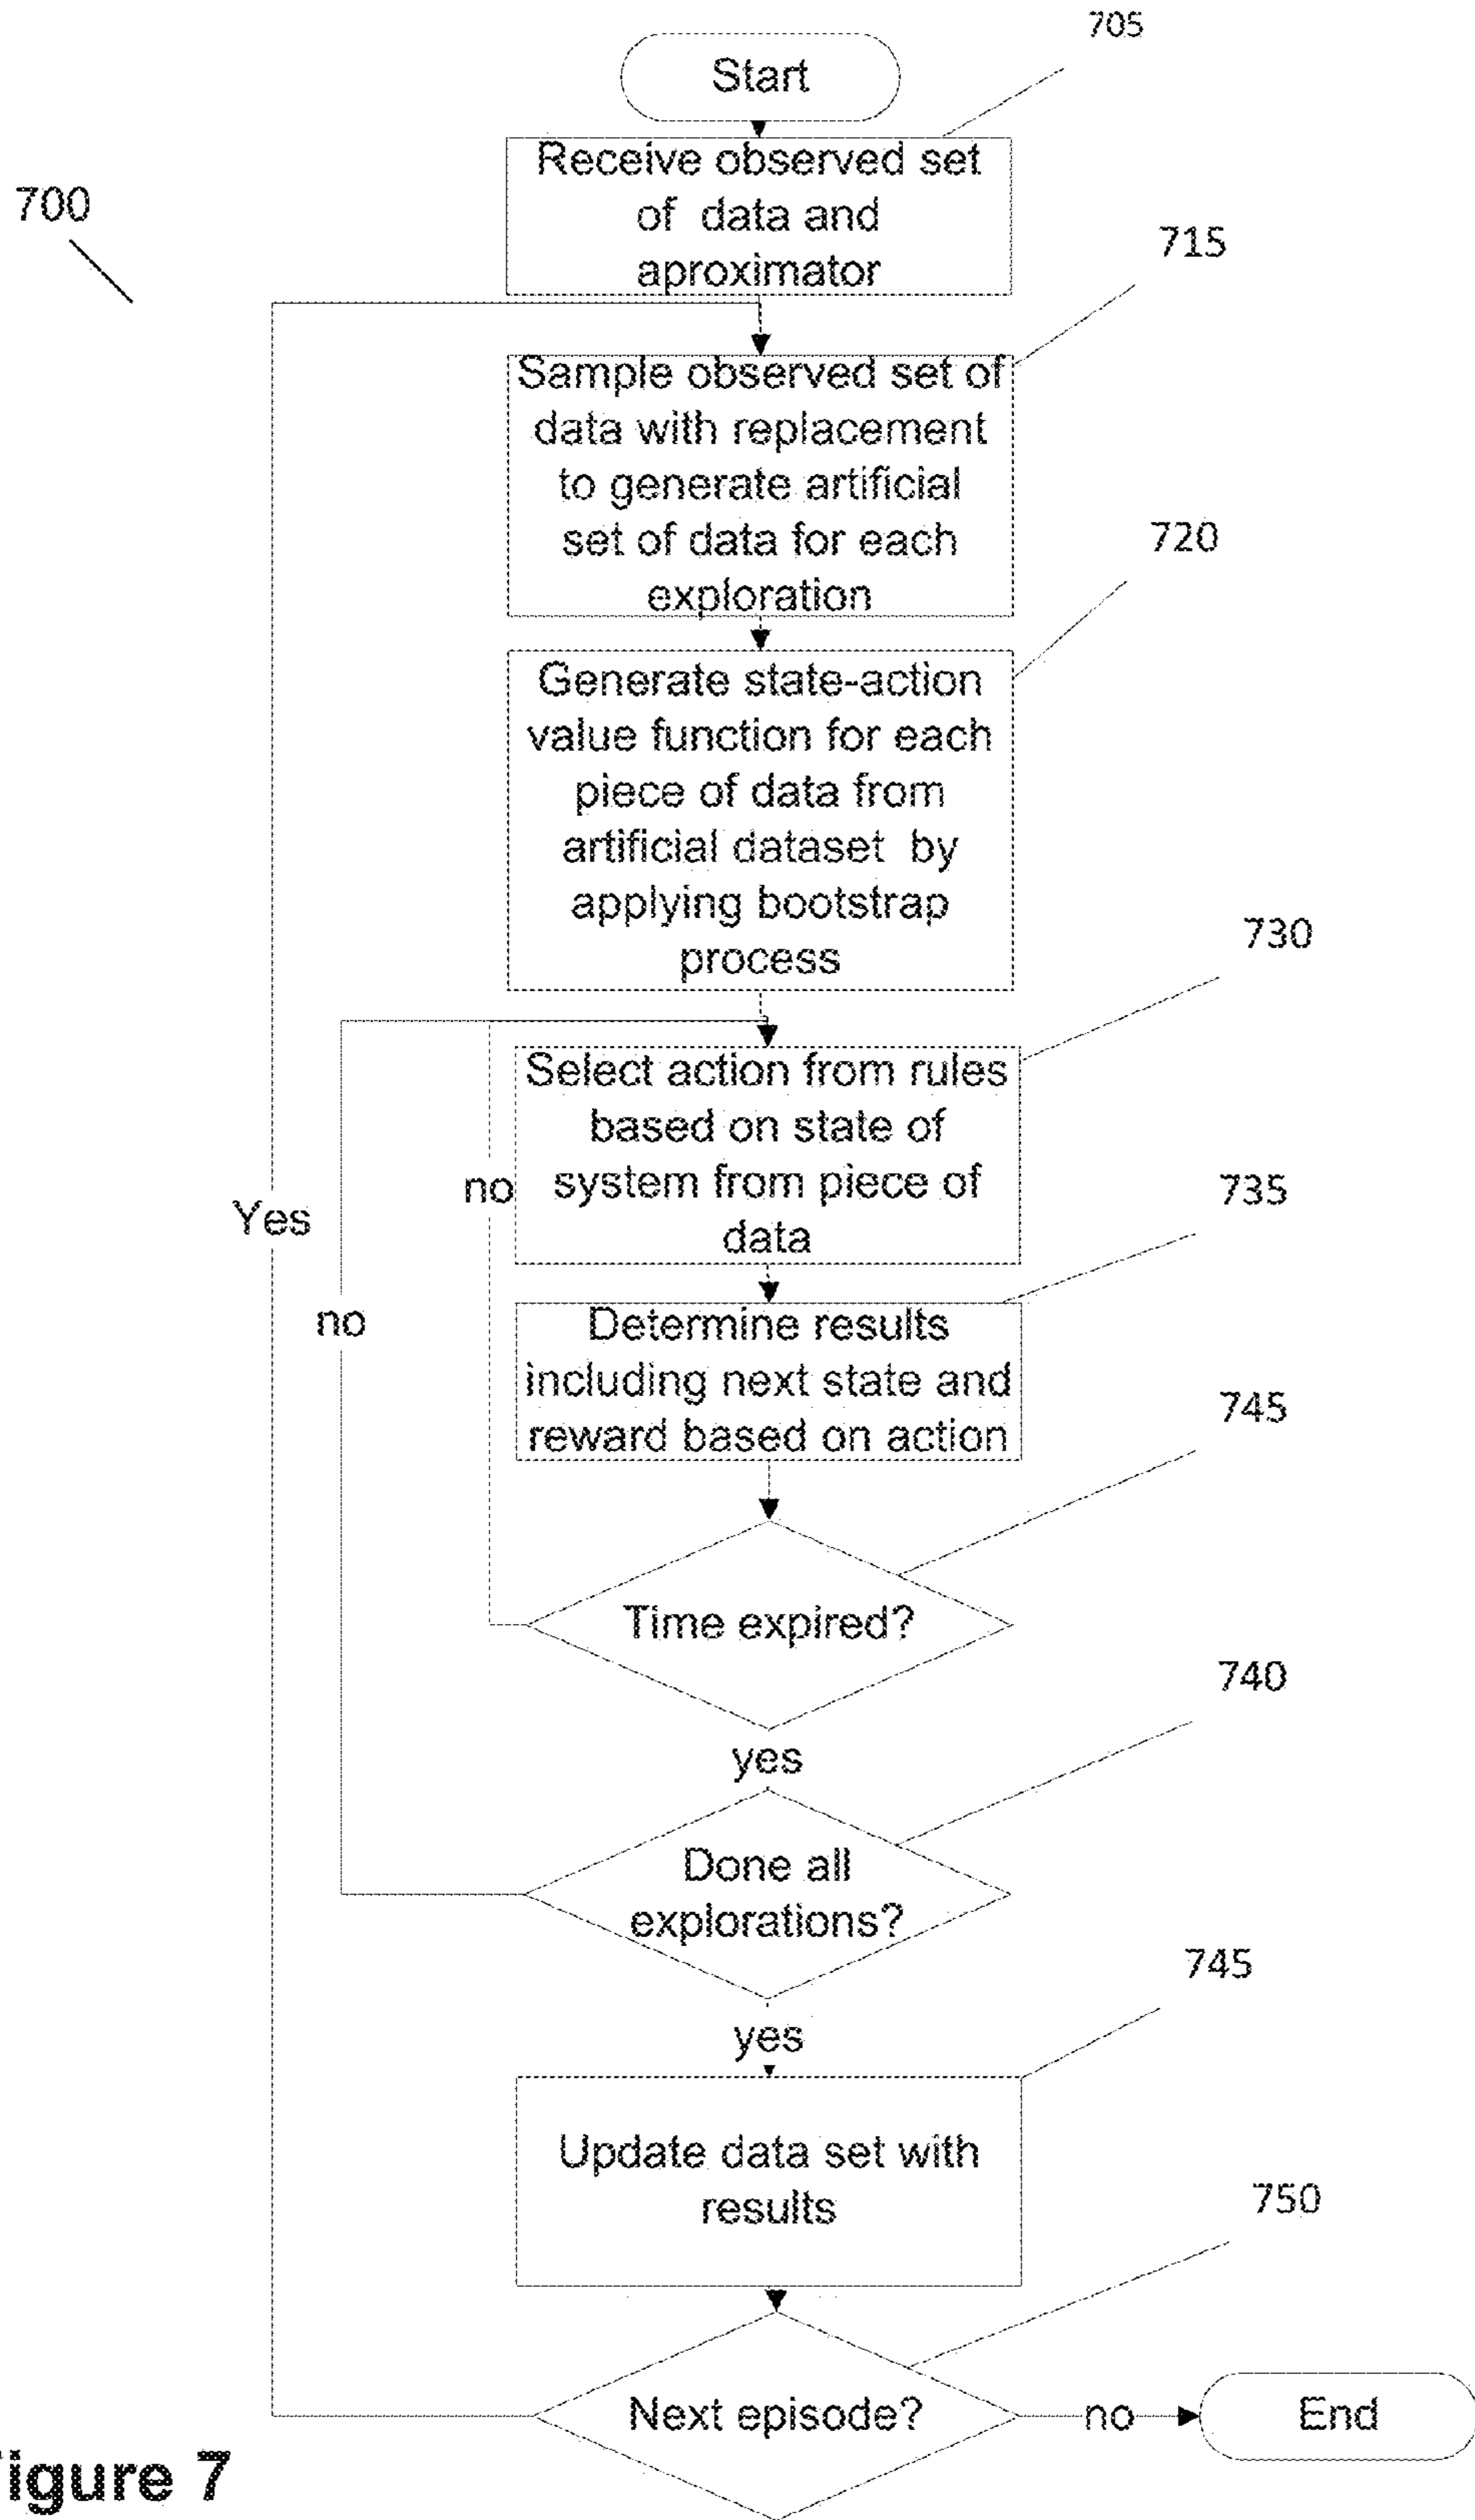 705
Start
Receive observed set
of data and
aproximator
700
715
Sample observed set of
data with replacement
to generate artificial
set of data for each
exploration
720
Generate state-action
value function for each
piece of data from
artificial dataset by
applying bootstrap
process
730
Select action from rules
based on state of
system from piece of
data
no
Yes
no
735
Determine results
including next state and
reward based on action
745
Time expired?
740
yes
Done all
explorations?
745
yes
Update data set with
results
750
Next episode?
no
End
igure 7